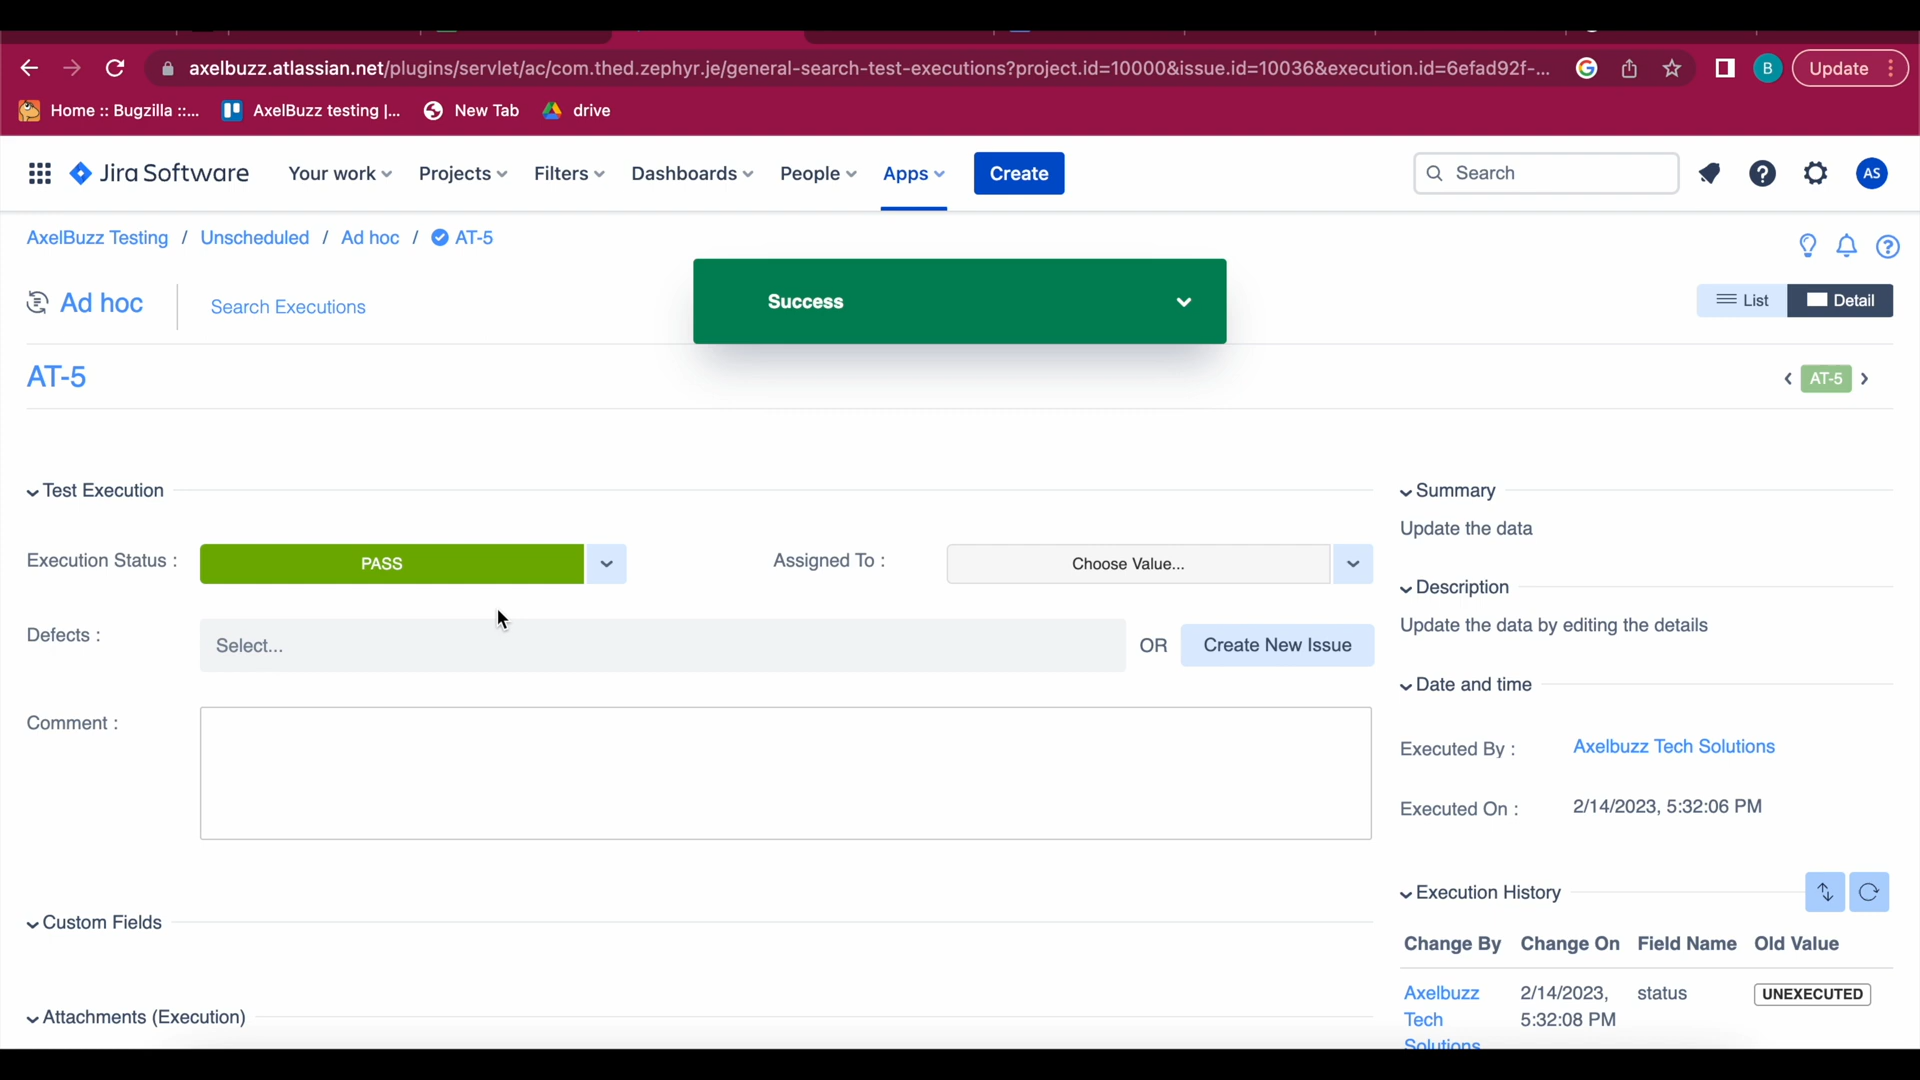 axelbuzz.atlassian.net/plugins/servlet/ac/com.thed.zephyr.je/general-search-test-executions?project.id=10000&issue.id=10036&execution.id=6efad92f-... B Update
Home :: Bugzilla ::... AxelBuzz testing |... New Tab drive
Jira Software Your work Projects Filters Dashboards People Apps Create Search AS
AxelBuzz Testing / Unscheduled / Ad hoc / AT-5
Success
Ad hoc Search Executions List Detail
AT-5 AT-5
Test Execution
Execution Status : PASS Assigned To : Choose Value...
Defects : Select... OR Create New Issue
Comment :
Custom Fields
Attachments (Execution)
Summary
Update the data
Description
Update the data by editing the details
Date and time
Executed By : Axelbuzz Tech Solutions
Executed On : 2/14/2023, 5:32:06 PM
Execution History
Change By Change On Field Name Old Value
Axelbuzz 2/14/2023, status UNEXECUTED
Tech 5:32:08 PM
Solutions